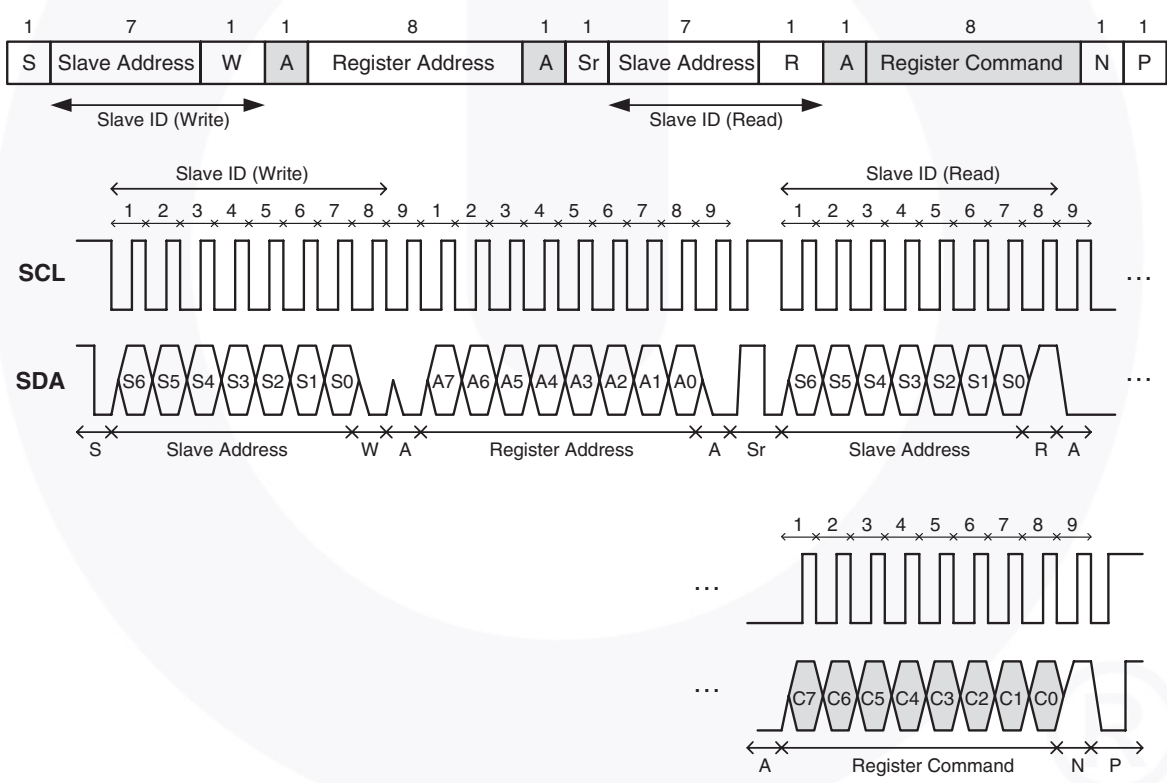 1 7 1 1 8 1 1 7 1 1 8 1 1
S Slave Address W A Register Address A Sr Slave Address R A Register Command N P
Slave ID (Write) Slave ID (Read)
Slave ID (Write) Slave ID (Read)
1 2 3 4 5 6 7 8 9 1 2 3 4 5 6 7 8 9 1 2 3 4 5 6 7 8 9
SCL ...
SDA S6 S5 S4 S3 S2 S1 S0 A7 A6 A5 A4 A3 A2 A1 A0 S6 S5 S4 S3 S2 S1 S0 ...
S Slave Address W A Register Address A Sr Slave Address R A
1 2 3 4 5 6 7 8 9
...
... C7 C6 C5 C4 C3 C2 C1 C0
A Register Command N P
®